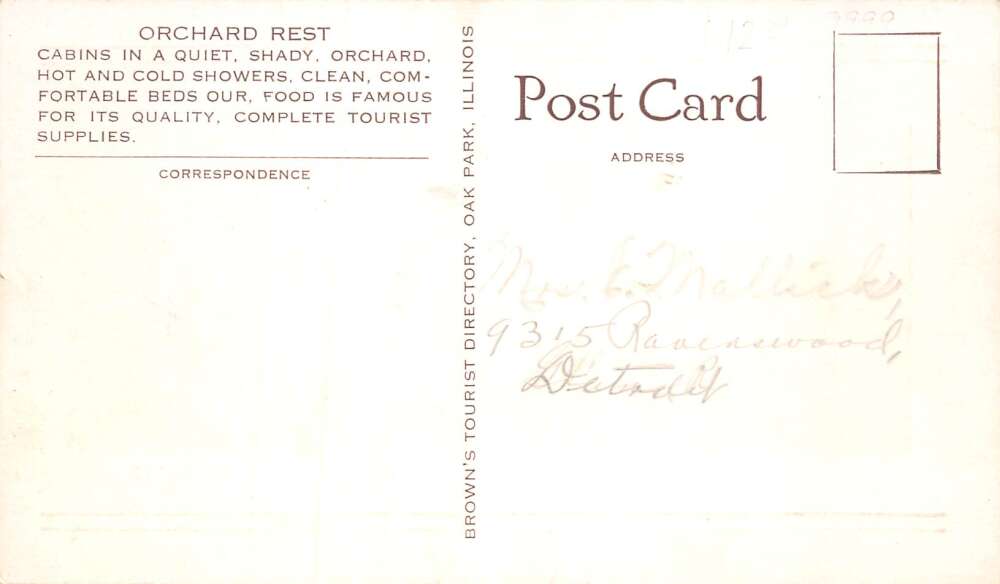 ORCHARD REST
CABINS IN A QUIET, SHADY, ORCHARD,
HOT AND COLD SHOWERS, CLEAN, COM-
FORTABLE BEDS OUR, FOOD IS FAMOUS
FOR ITS QUALITY, COMPLETE TOURIST
SUPPLIES.
CORRESPONDENCE
BROWN'S TOURIST DIRECTORY, OAK PARK, ILLINOIS
Post Card
ADDRESS
Mrs. E. Mallick,
9315 Ravenswood,
Detroit